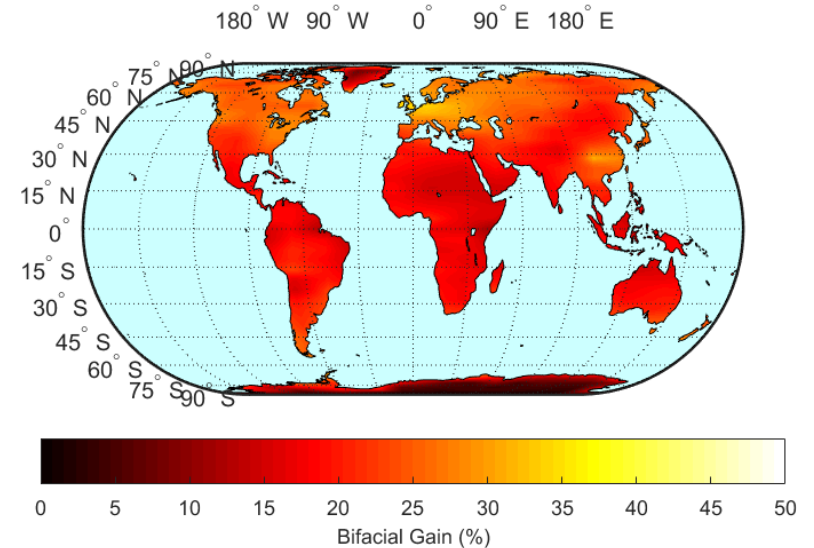 180° W 90° W 0° 90° E 180° E
90° N
75° N
60° N
45° N
30° N
15° N
0°
15° S
30° S
45° S
60° S
75° S
90° S
0 5 10 15 20 25 30 35 40 45 50
Bifacial Gain (%)